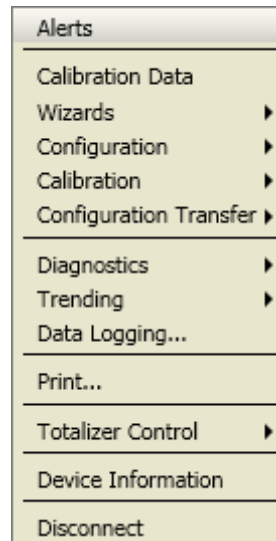 Alerts
Calibration Data
Wizards
Configuration
Calibration
Configuration Transfer
Diagnostics
Trending
Data Logging...
Print...
Totalizer Control
Device Information
Disconnect